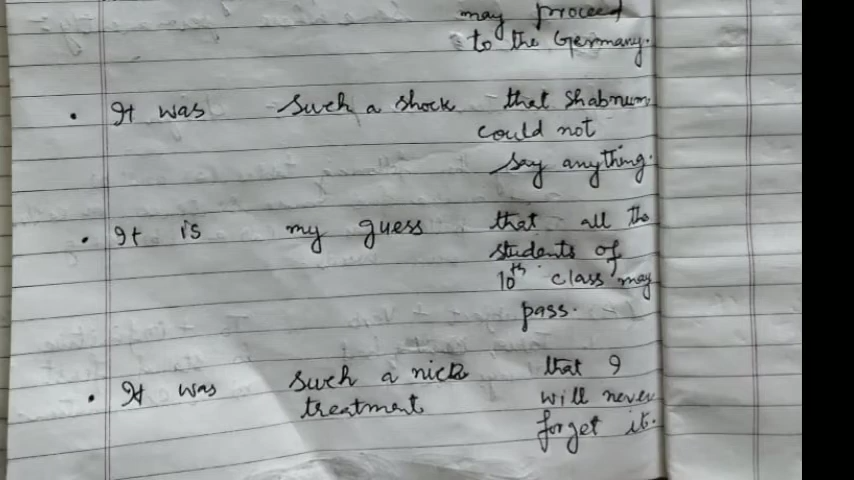 may proceed
to the Germany.
• It was such a shock that Shabnum
could not
say anything.
• It is my guess that all the
students of
10th class may
pass.
• It was such a nice that I
treatment will never
forget it.